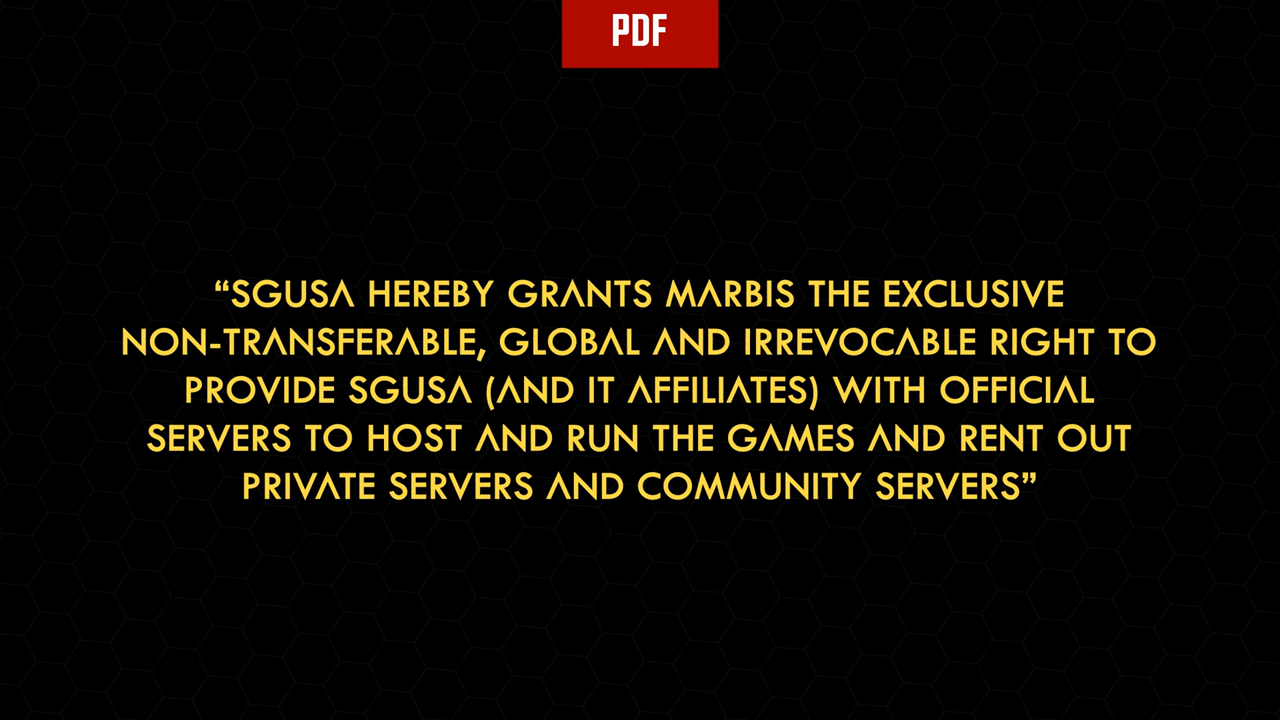 PDF
“SGUSA HEREBY GRANTS MARBIS THE EXCLUSIVE
NON-TRANSFERABLE, GLOBAL AND IRREVOCABLE RIGHT TO
PROVIDE SGUSA (AND IT AFFILIATES) WITH OFFICIAL
SERVERS TO HOST AND RUN THE GAMES AND RENT OUT
PRIVATE SERVERS AND COMMUNITY SERVERS”